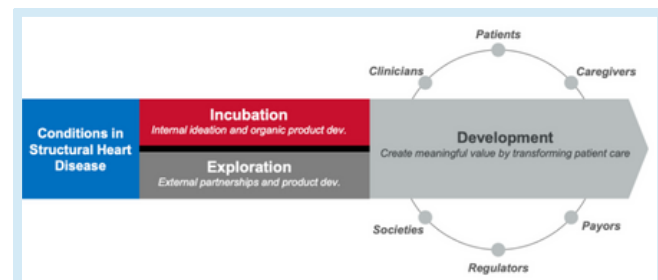 Patients
Clinicians
Caregivers
Conditions in
Structural Heart
Disease
Incubation
Internal ideation and organic product dev.
Exploration
External partnerships and product dev.
Development
Create meaningful value by transforming patient care
Societies
Payors
Regulators